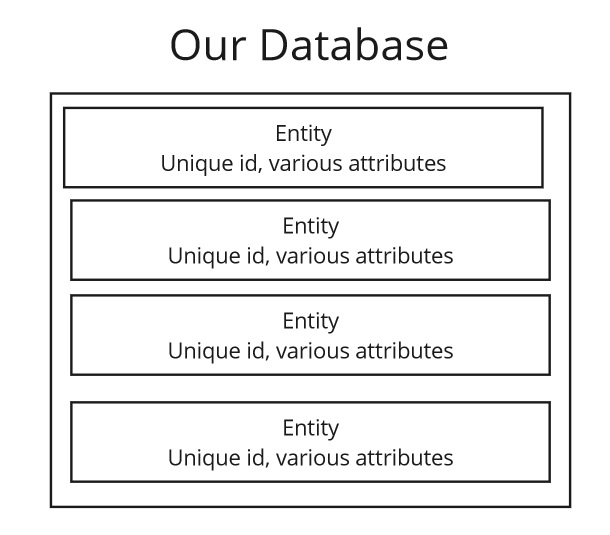 Our Database
Entity
Unique id, various attributes
Entity
Unique id, various attributes
Entity
Unique id, various attributes
Entity
Unique id, various attributes